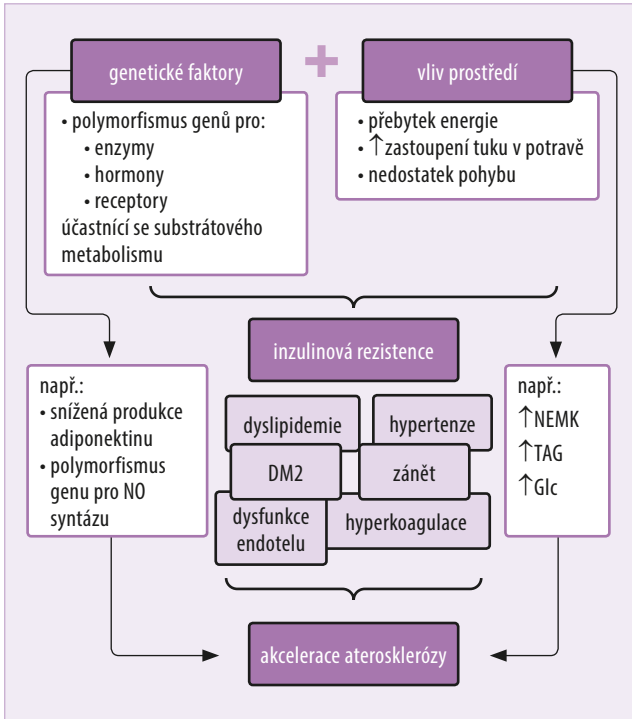 genetické faktory
+
vliv prostředí
• polymorfismus genů pro:
• enzymy
• hormony
• receptory
účastnící se substrátového
metabolismu
• přebytek energie
• ↑zastoupení tuku v potravě
• nedostatek pohybu
inzulinová rezistence
např.:
• snížená produkce
adiponektinu
• polymorfismus
genu pro NO
syntázu
dyslipidemie
hypertenze
DM2
zánět
dysfunkce
endotelu
hyperkoagulace
např.:
↑NEMK
↑TAG
↑Glc
akcelerace aterosklerózy